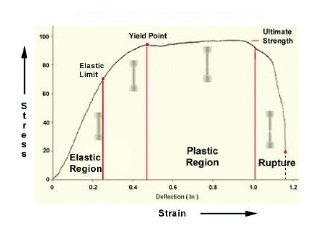 Yield Point
Ultimate
Strength
Elastic
Limit
100
80
60
40
20
0
Stress
Elastic
Region
Plastic
Region
Rupture
0.2
0.4
0.6
0.8
1.0
1.2
Deflection ( In )
Strain